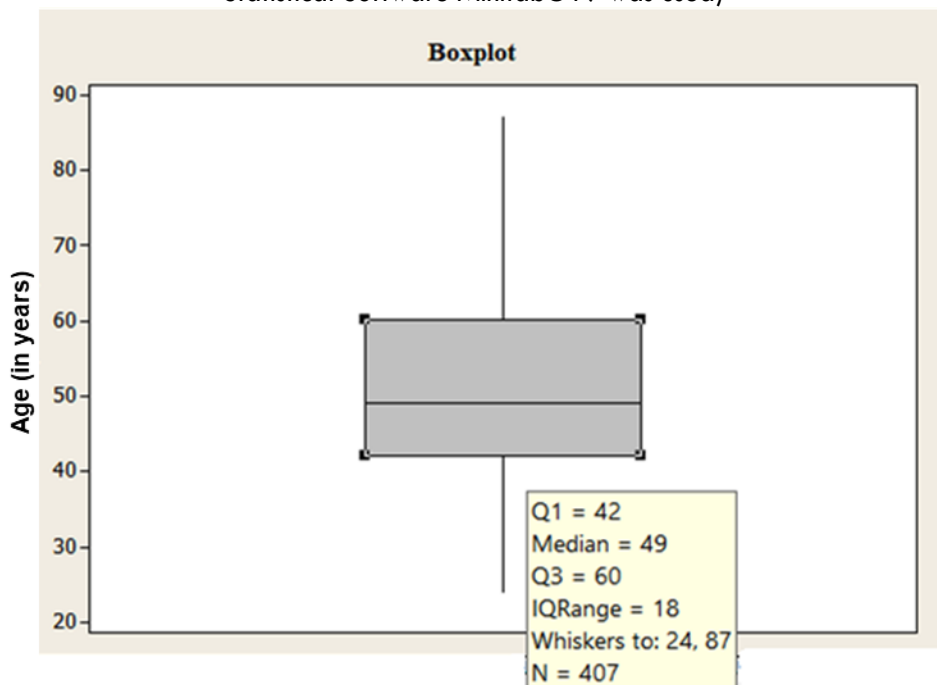 Boxplot
90
80
70
60
50
40
30
20
Age (in years)
Q1 = 42
Median = 49
Q3 = 60
IQRange = 18
Whiskers to: 24, 87
N = 407